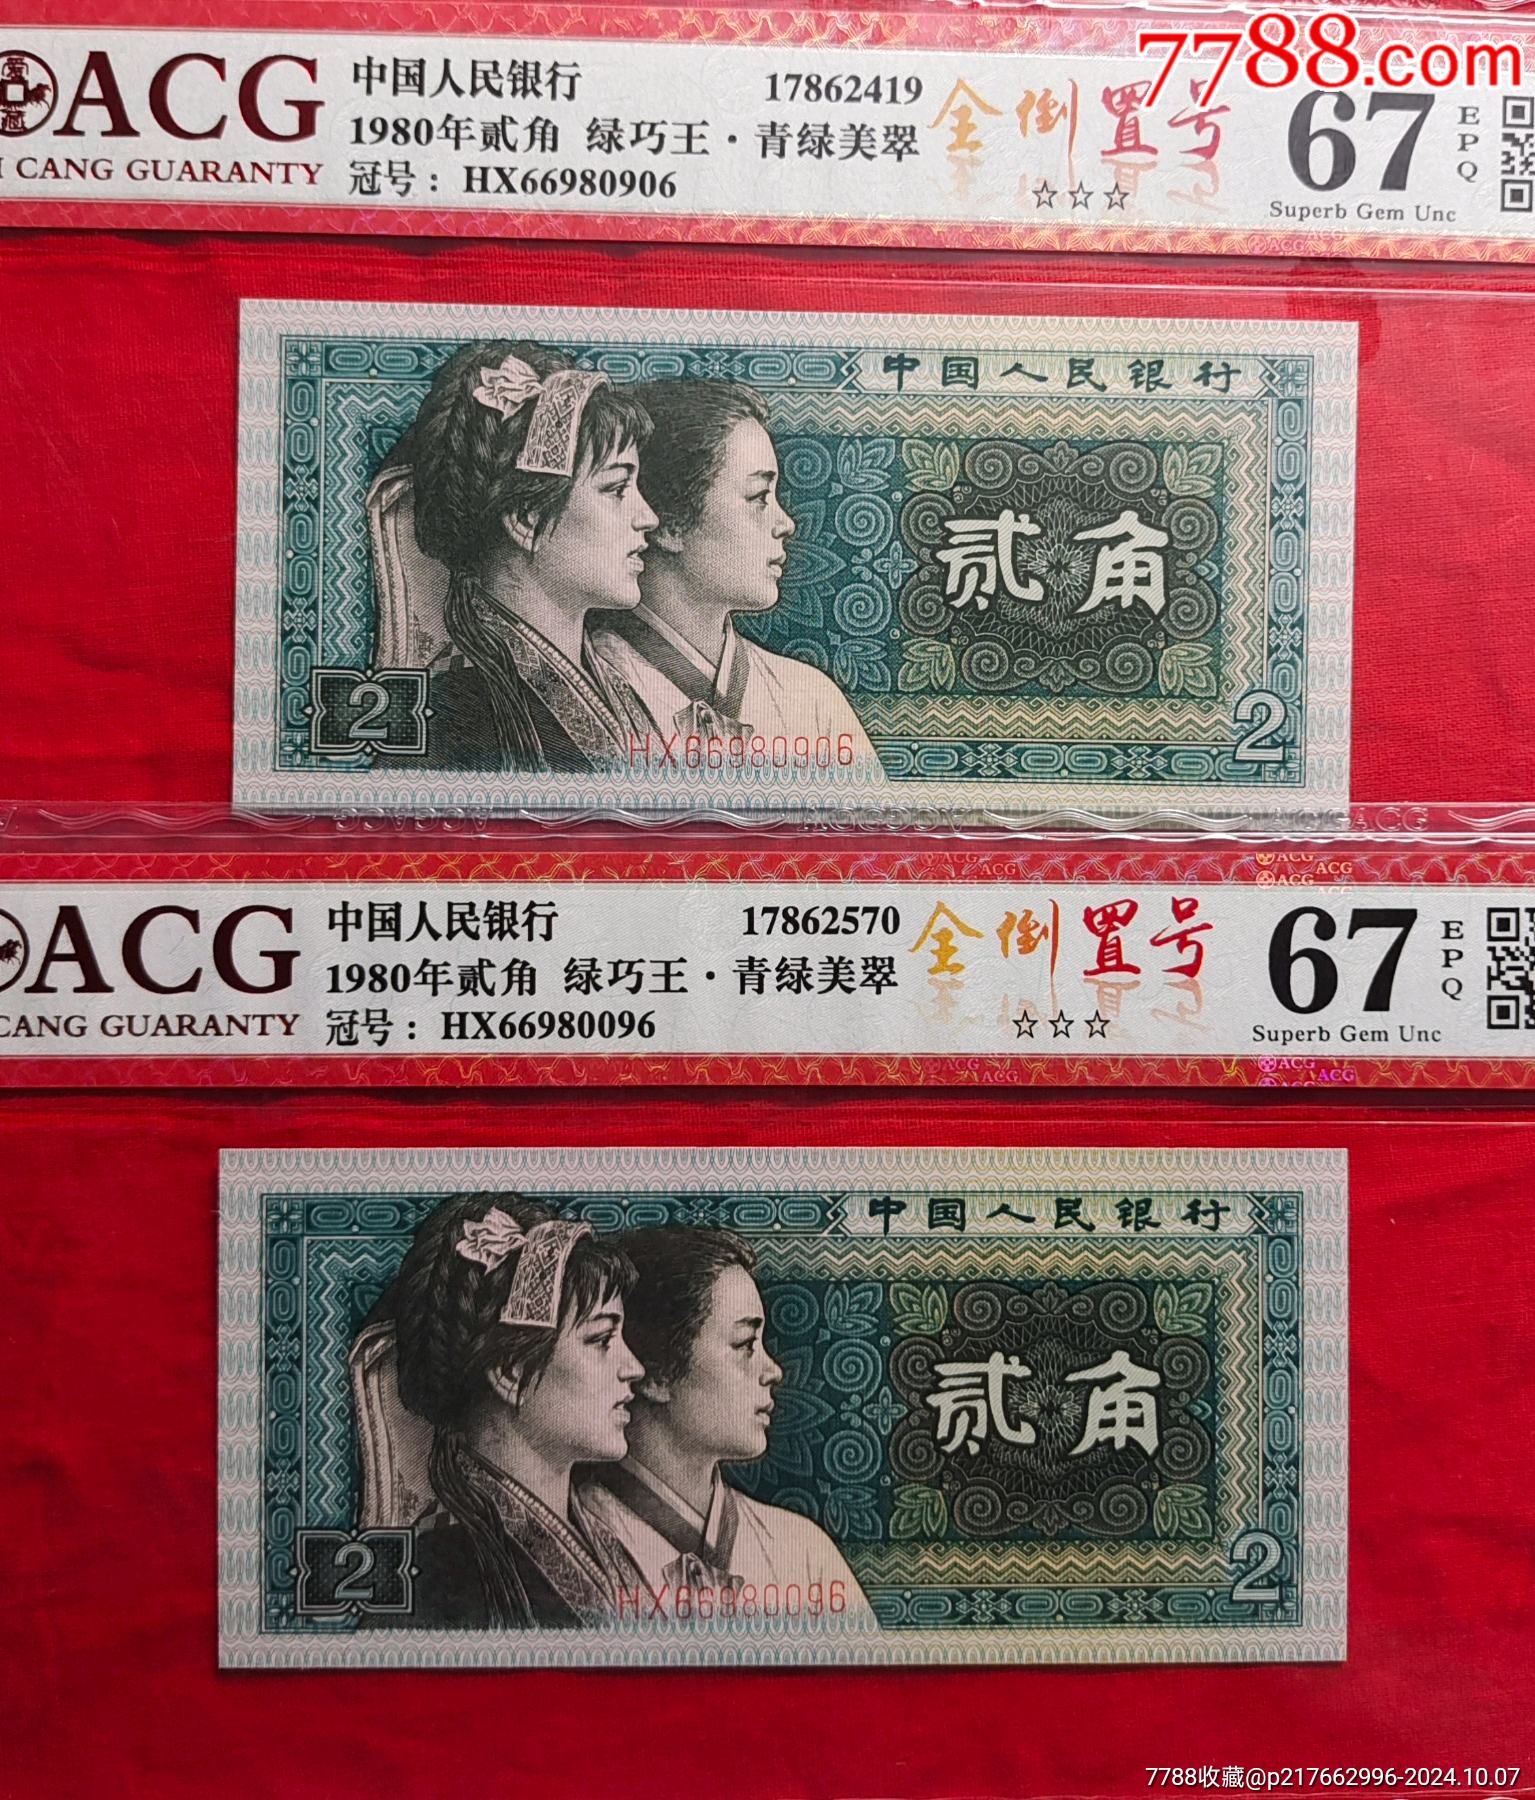 7788.com
ACG
CANG GUARANTY
中国人民银行 17862419
1980年贰角 绿巧王·青绿美翠
冠号：HX66980906
全倒置号
☆☆☆
67
EPQ
Superb Gem Unc
中国人民银行
贰角
2
2
HX66980906
ACG
CANG GUARANTY
中国人民银行 17862570
1980年贰角 绿巧王·青绿美翠
冠号：HX66980096
全倒置号
☆☆☆
67
EPQ
Superb Gem Unc
中国人民银行
贰角
2
2
HX66980096
7788收藏@p217662996-2024.10.07